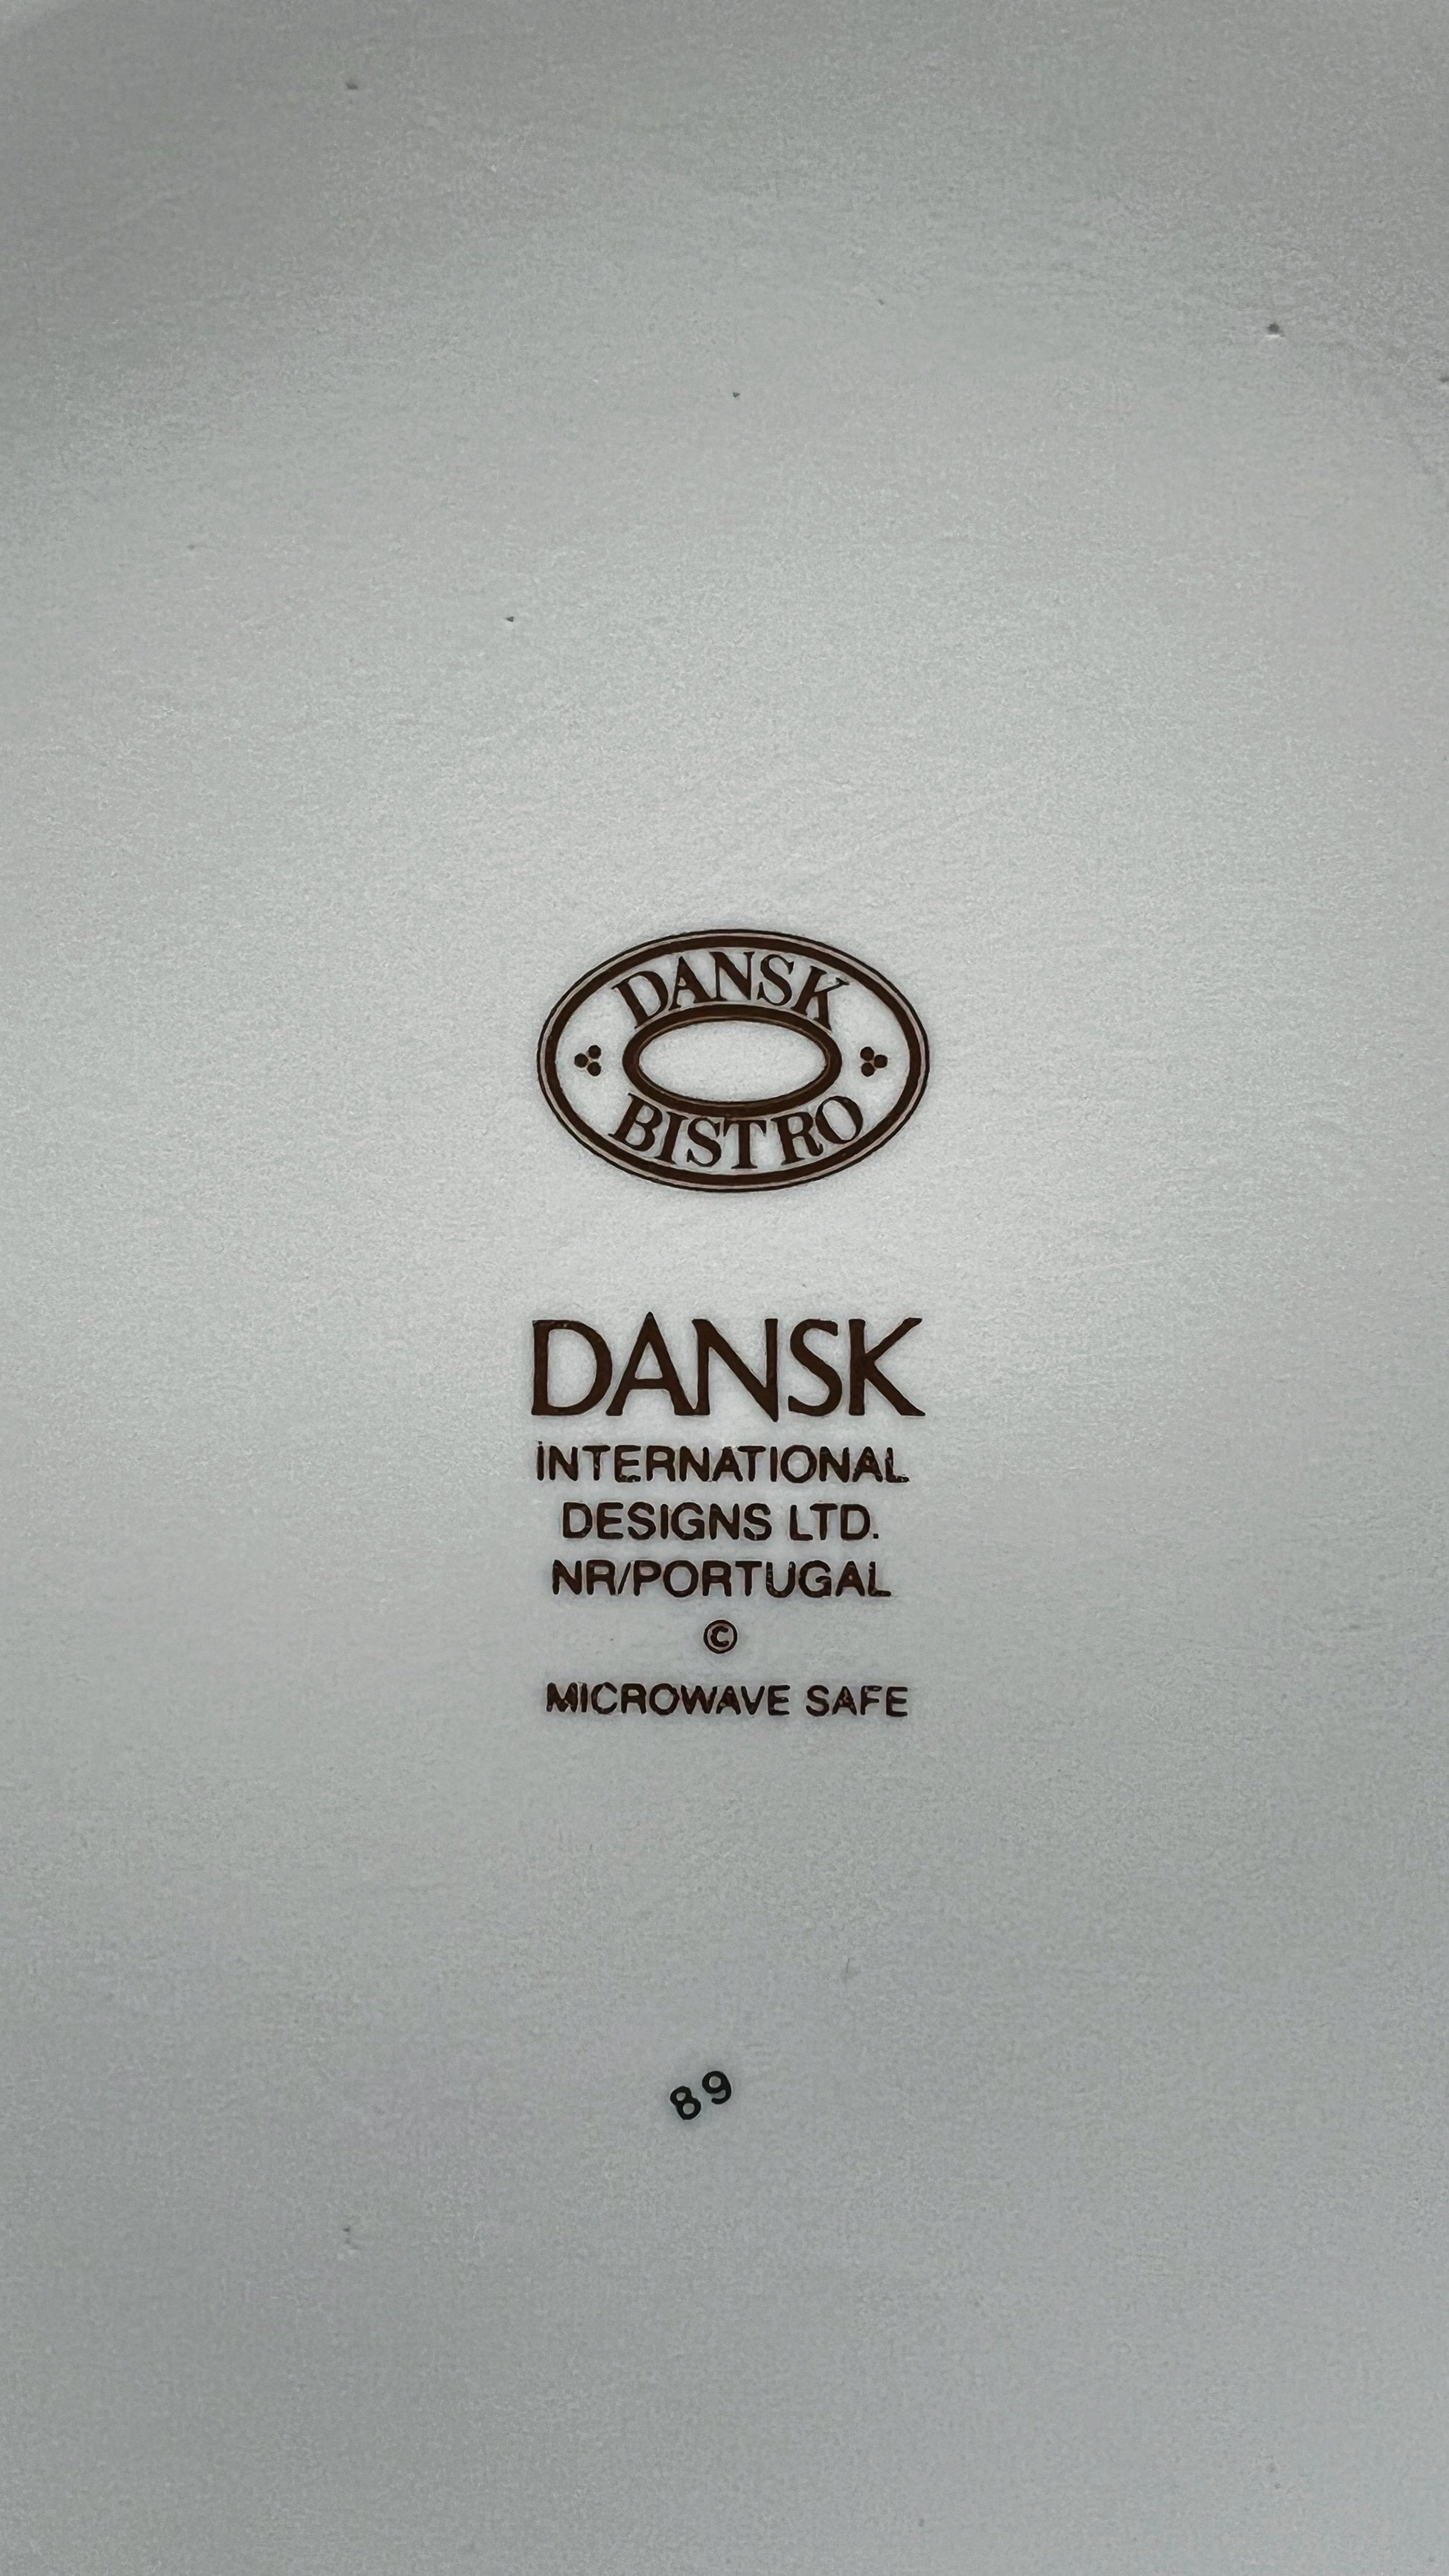 DANSK
BISTRO
DANSK
INTERNATIONAL
DESIGNS LTD.
NR/PORTUGAL
©
MICROWAVE SAFE
89